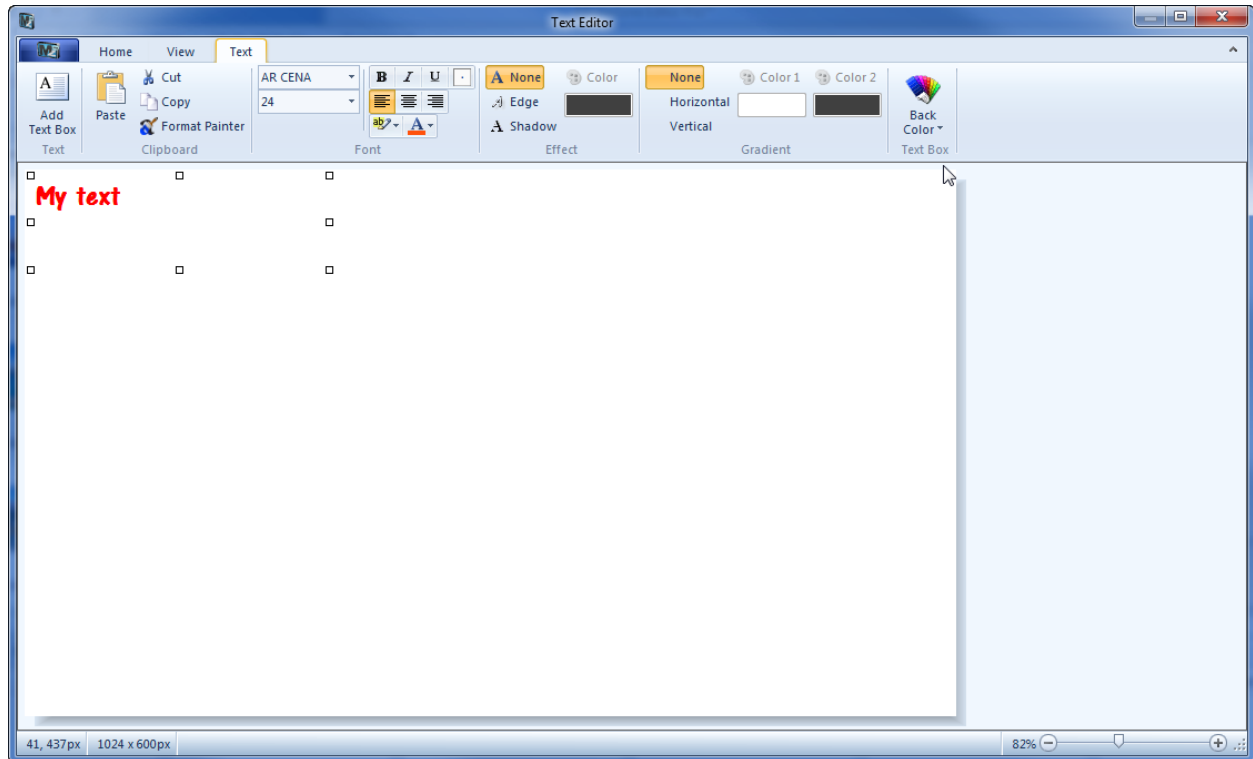 Text Editor
Home View Text
Add Text Box
Paste
Cut
Copy
Format Painter
AR CENA
24
B I U
None
Edge
Shadow
Color
None
Horizontal
Vertical
Color 1 Color 2
Back Color
Text Clipboard Font Effect Gradient Text Box
My text
41, 437px 1024 x 600px 82%